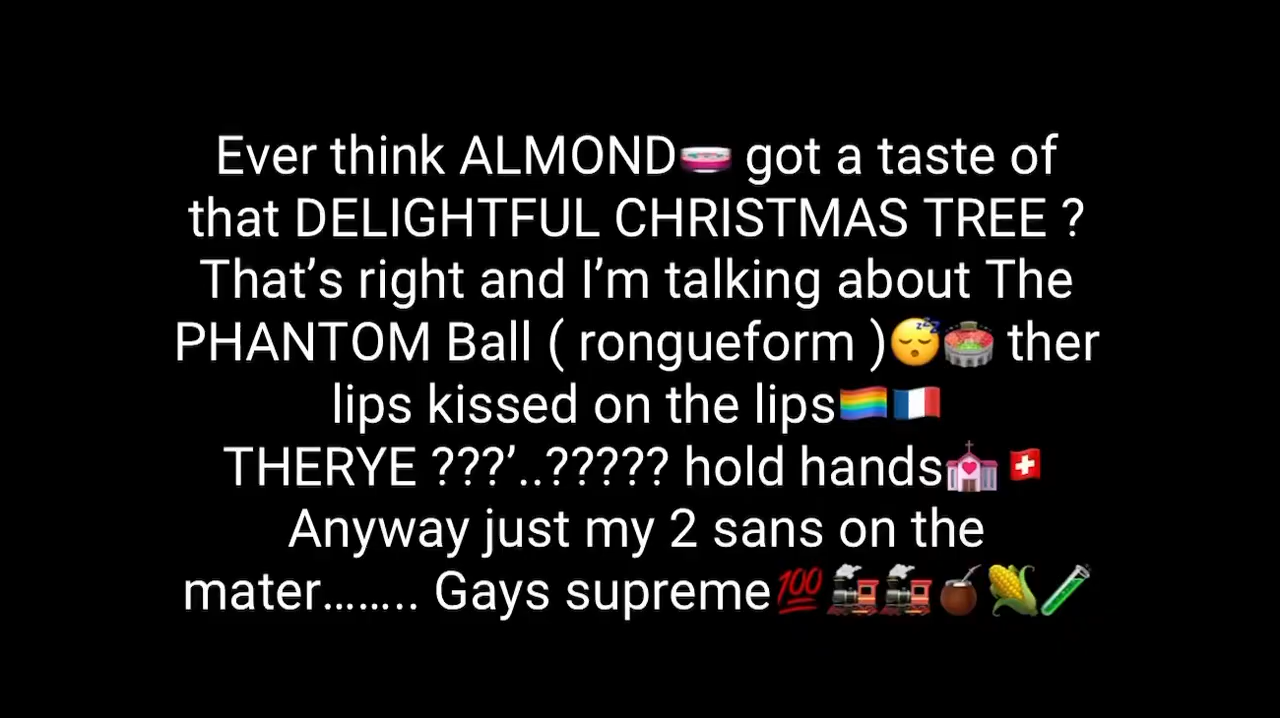 Ever think ALMOND🍥 got a taste of
that DELIGHTFUL CHRISTMAS TREE ?
That’s right and I’m talking about The
PHANTOM Ball ( rongueform )😴🏟️ ther
lips kissed on the lips🏳️‍🌈🇫🇷
THERYE ???’..????? hold hands💒🇨🇭
Anyway just my 2 sans on the
mater…….. Gays supreme💯🚂🚂🧉🌽🧪